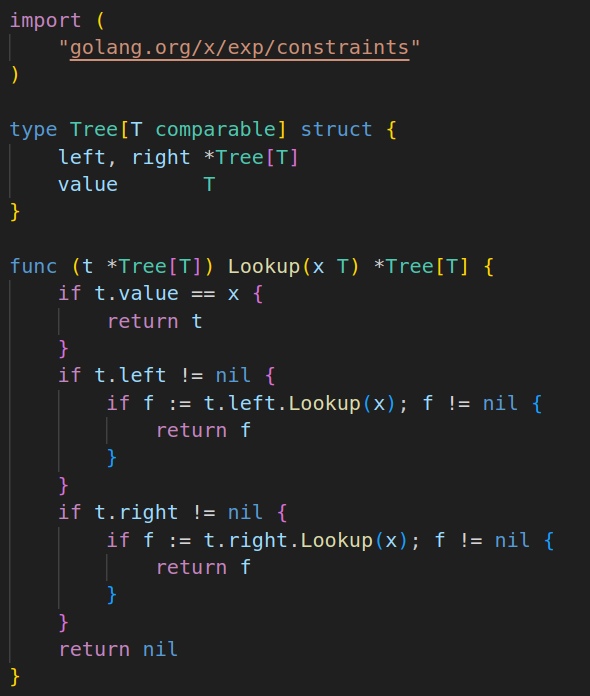 import (
    "golang.org/x/exp/constraints"
)

type Tree[T comparable] struct {
    left, right *Tree[T]
    value       T
}

func (t *Tree[T]) Lookup(x T) *Tree[T] {
    if t.value == x {
        return t
    }
    if t.left != nil {
        if f := t.left.Lookup(x); f != nil {
            return f
        }
    }
    if t.right != nil {
        if f := t.right.Lookup(x); f != nil {
            return f
        }
    }
    return nil
}